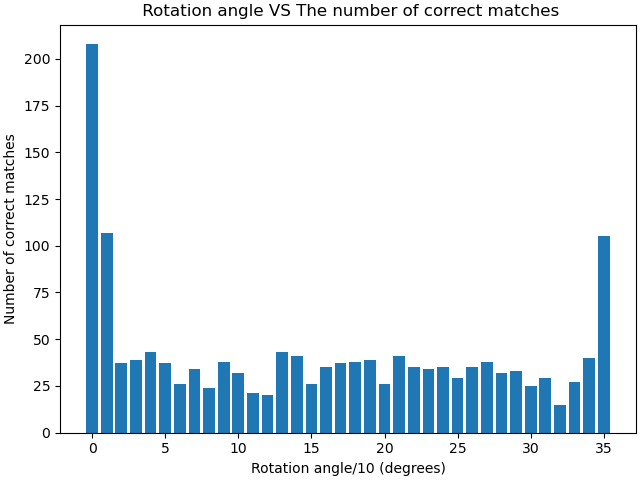 Rotation angle VS The number of correct matches
Number of correct matches
200
175
150
125
100
75
50
25
0
0 5 10 15 20 25 30 35
Rotation angle/10 (degrees)